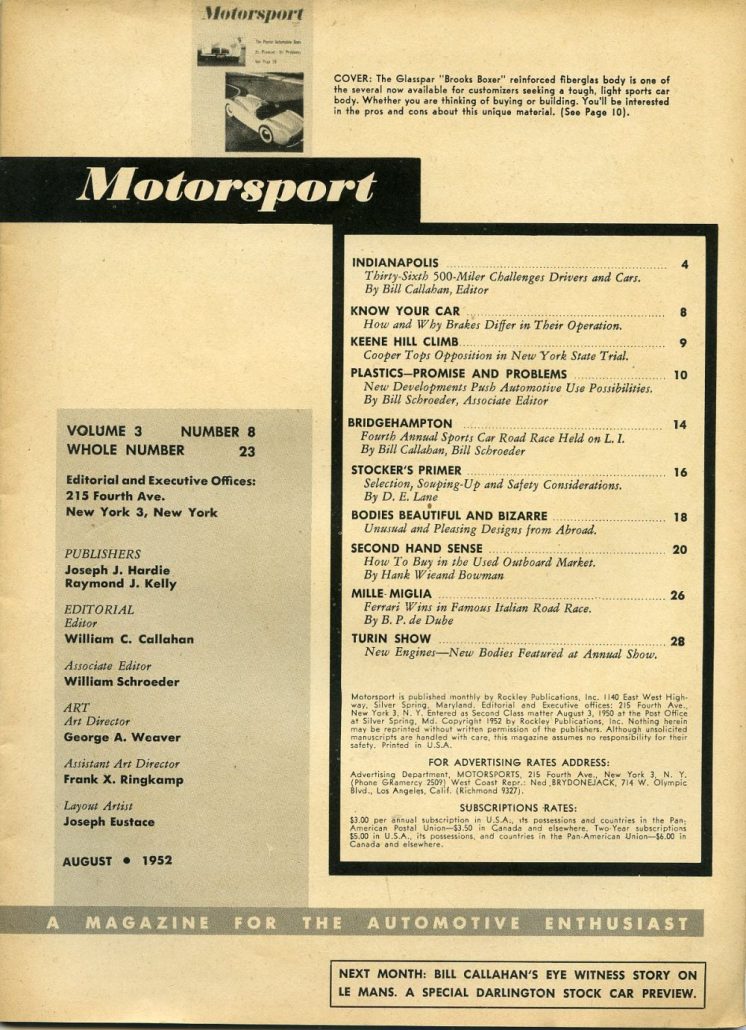 Motorsport
COVER: The Glasspar "Brooks Boxer" reinforced fiberglas body is one of
the several now available for customizers seeking a tough, light sports car
body. Whether you are thinking of buying or building. You'll be interested
in the pros and cons about this unique material. (See Page 10).
Motorsport
INDIANAPOLIS 4
Thirty-Sixth 500-Miler Challenges Drivers and Cars.
By Bill Callahan, Editor
KNOW YOUR CAR 8
How and Why Brakes Differ in Their Operation.
KEENE HILL CLIMB 9
Cooper Tops Opposition in New York State Trial.
PLASTICS—PROMISE AND PROBLEMS 10
New Developments Push Automotive Use Possibilities.
By Bill Schroeder, Associate Editor
BRIDGEHAMPTON 14
Fourth Annual Sports Car Road Race Held on L. I.
By Bill Callahan, Bill Schroeder
STOCKER'S PRIMER 16
Selection, Souping-Up and Safety Considerations.
By D. E. Lane
BODIES BEAUTIFUL AND BIZARRE 18
Unusual and Pleasing Designs from Abroad.
SECOND HAND SENSE 20
How To Buy in the Used Outboard Market.
By Hank Wieand Bowman
MILLE MIGLIA 26
Ferrari Wins in Famous Italian Road Race.
By B. P. de Dube
TURIN SHOW 28
New Engines—New Bodies Featured at Annual Show.
Motorsport is published monthly by Rockley Publications, Inc. 1140 East West High-
way, Silver Spring, Maryland. Editorial and Executive offices: 215 Fourth Ave.,
New York 3, N. Y. Entered as Second Class matter August 3, 1950 at the Post Office
at Silver Spring, Md. Copyright 1952 by Rockley Publications, Inc. Nothing herein
may be reprinted without written permission of the publishers. Although unsolicited
manuscripts are handled with care, this magazine assumes no responsibility for their
safety. Printed in U.S.A.
FOR ADVERTISING RATES ADDRESS:
Advertising Department, MOTORSPORTS, 215 Fourth Ave., New York 3, N. Y.
(Phone GRamercy 2509) West Coast Repr.: Ned BRYDONEJACK, 714 W. Olympic
Blvd., Los Angeles, Calif. (Richmond 9327).
SUBSCRIPTIONS RATES:
$3.00 per annual subscription in U.S.A., its possessions and countries in the Pan-
American Postal Union—$3.50 in Canada and elsewhere. Two-Year subscriptions
$5.00 in U.S.A., its possessions, and countries in the Pan-American Union—$6.00 in
Canada and elsewhere.
VOLUME 3 NUMBER 8
WHOLE NUMBER 23
Editorial and Executive Offices:
215 Fourth Ave.
New York 3, New York
PUBLISHERS
Joseph J. Hardie
Raymond J. Kelly
EDITORIAL
Editor
William C. Callahan
Associate Editor
William Schroeder
ART
Art Director
George A. Weaver
Assistant Art Director
Frank X. Ringkamp
Layout Artist
Joseph Eustace
AUGUST • 1952
A MAGAZINE FOR THE AUTOMOTIVE ENTHUSIAST
NEXT MONTH: BILL CALLAHAN'S EYE WITNESS STORY ON
LE MANS. A SPECIAL DARLINGTON STOCK CAR PREVIEW.